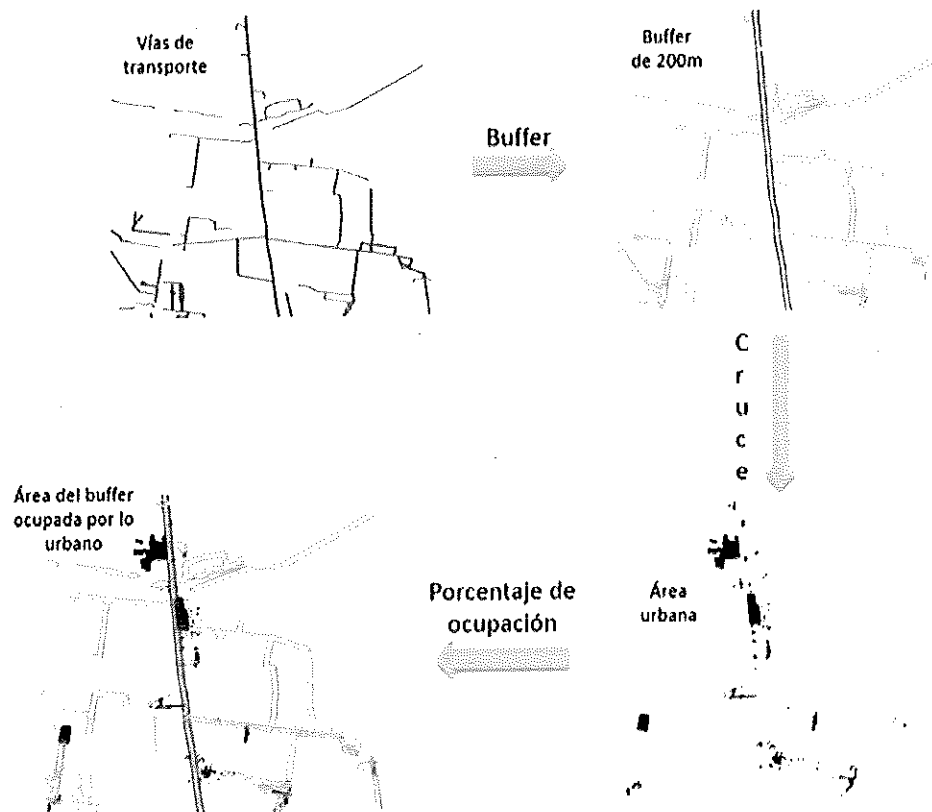 Vías de
transporte
Buffer
Buffer
de 200m
C
r
u
c
e
Área
urbana
Porcentaje de
ocupación
Área del buffer
ocupada por lo
urbano